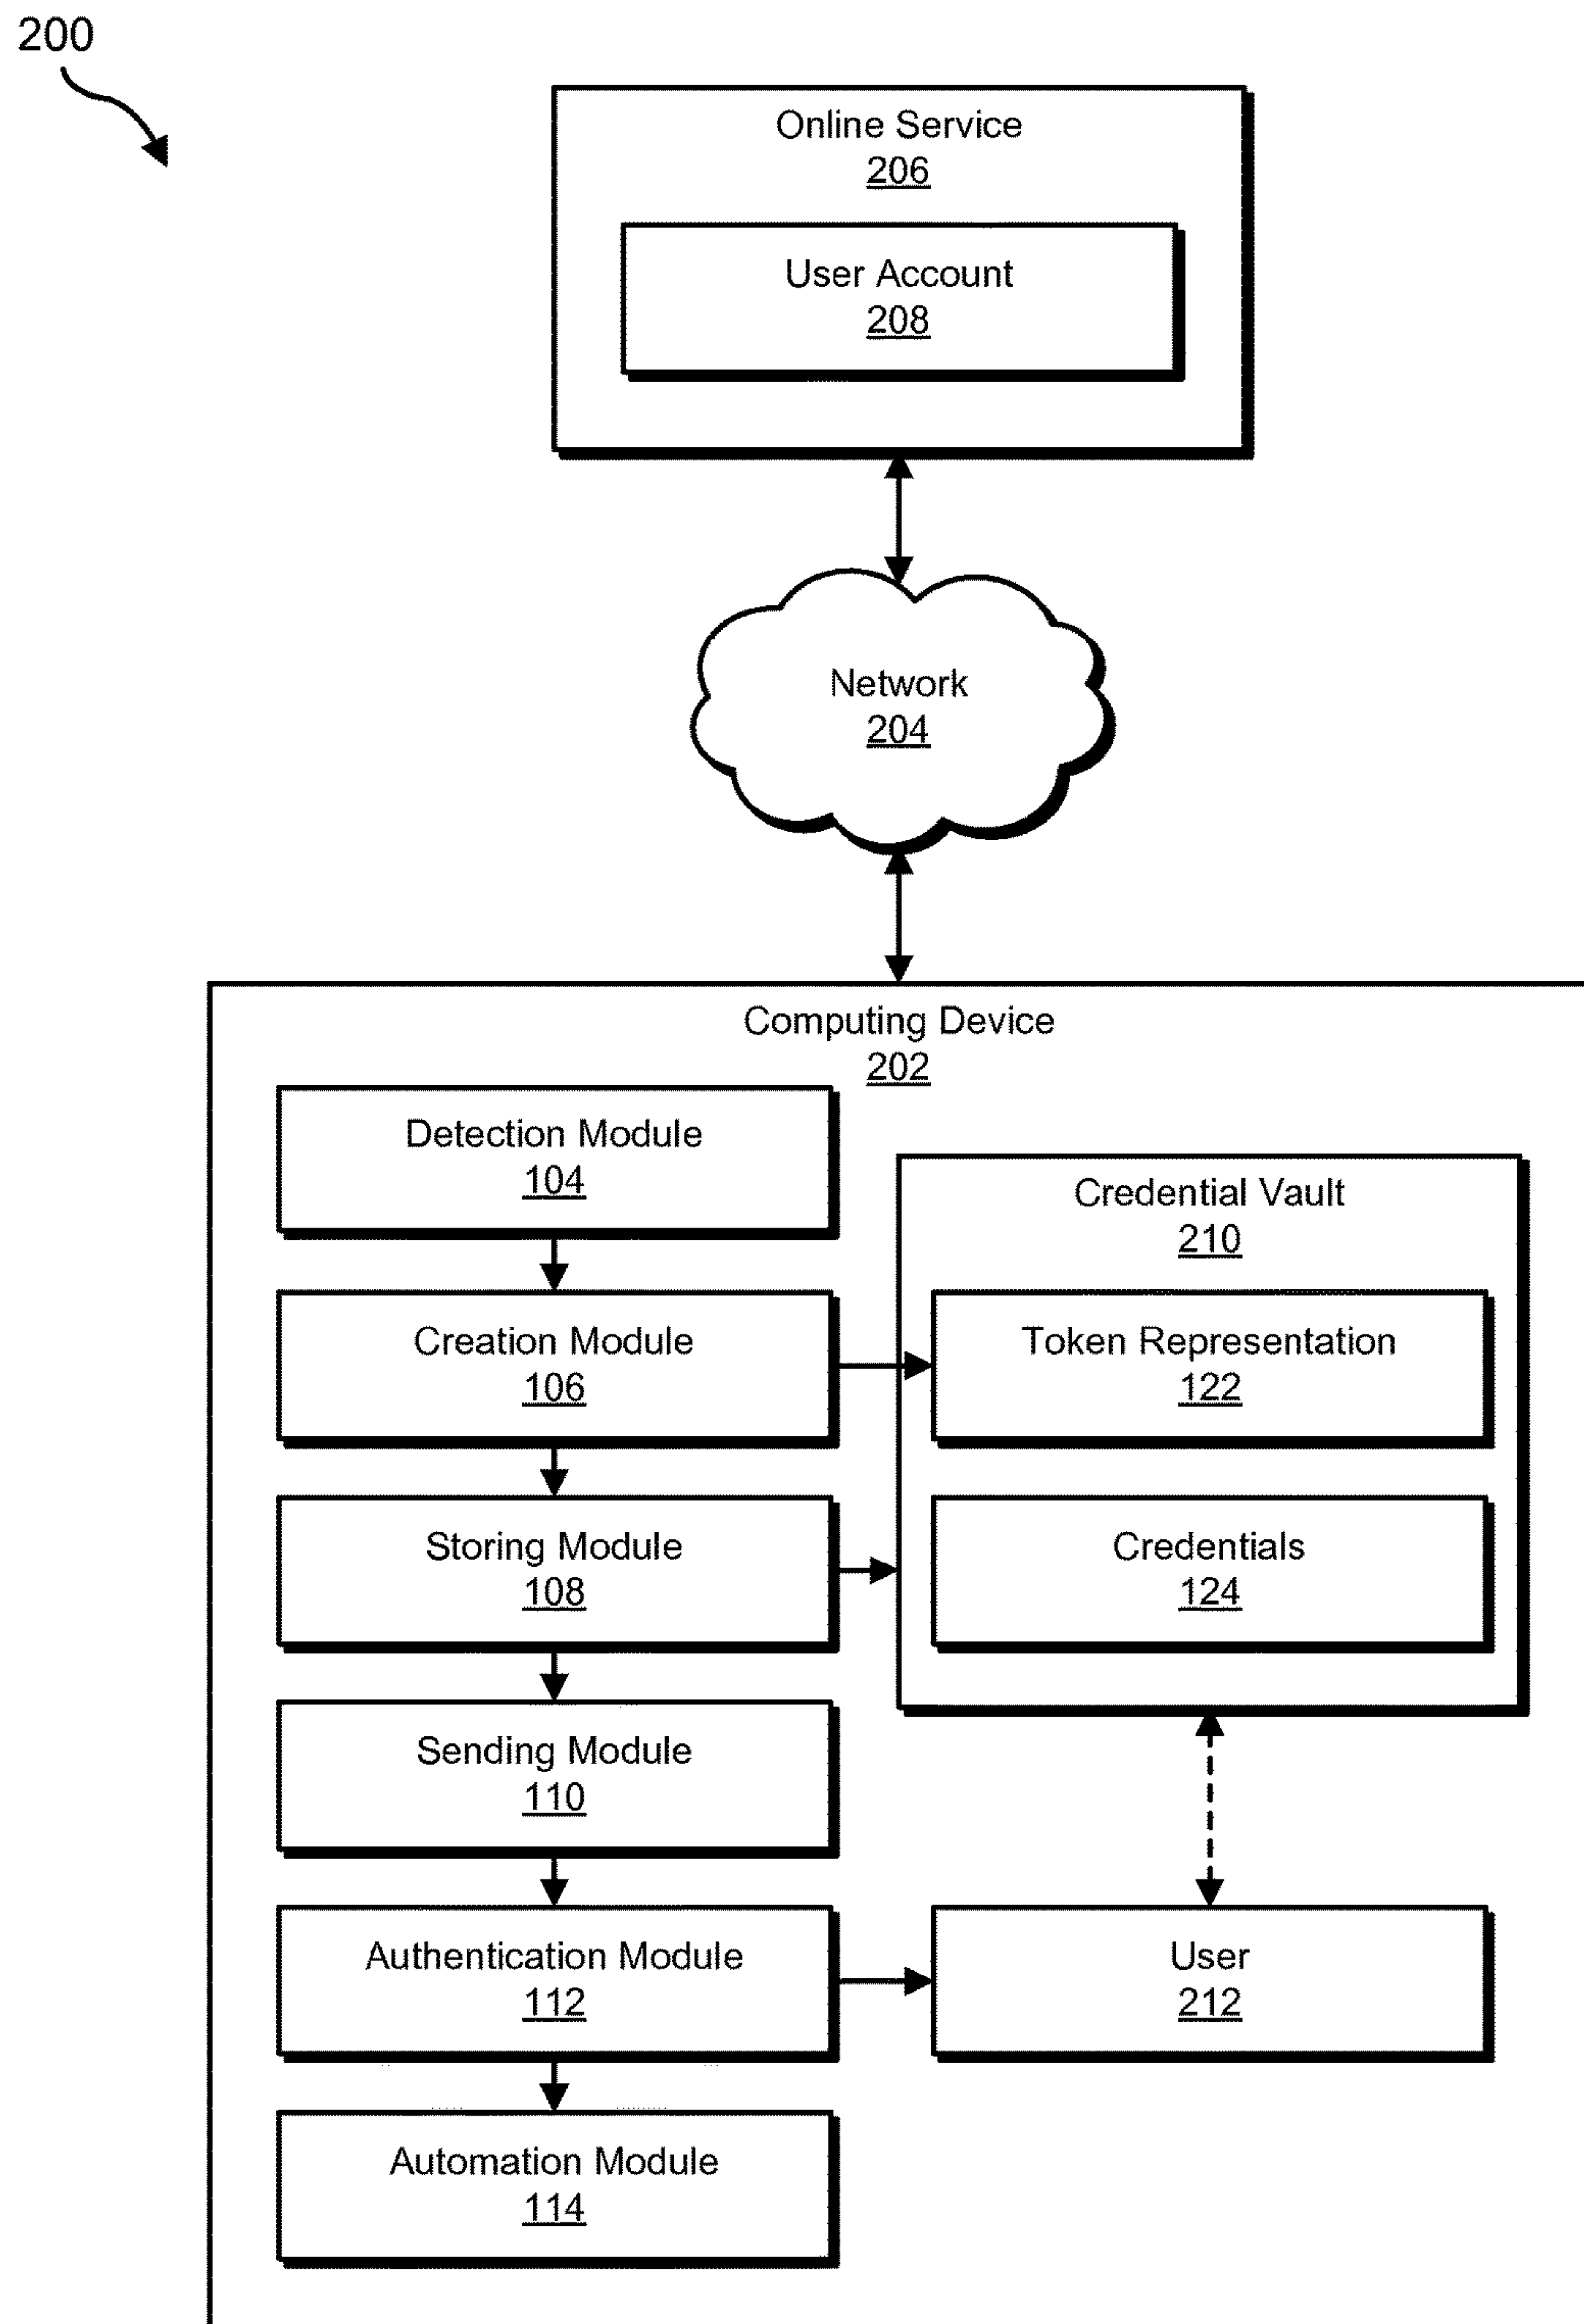 200
Online Service
206
User Account
208
Network
204
Computing Device
202
Detection Module
104
Credential Vault
210
Creation Module
106
Token Representation
122
Storing Module
108
Credentials
124
Sending Module
110
Authentication Module
112
User
212
Automation Module
114